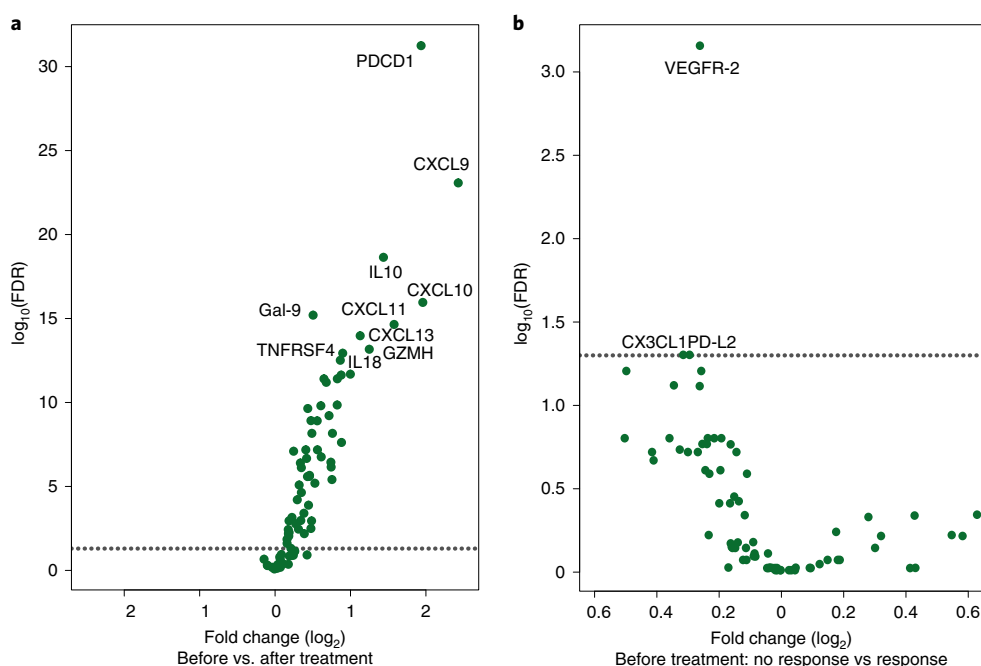 a
30
25
20
15
10
5
0
log10(FDR)
PDCD1
CXCL9
IL10
CXCL10
Gal-9
CXCL11
CXCL13
TNFRSF4
GZMH
IL18
2 1 0 1 2
Fold change (log2)
Before vs. after treatment
b
3.0
2.5
2.0
1.5
1.0
0.5
0
log10(FDR)
VEGFR-2
CX3CL1PD-L2
0.6 0.4 0.2 0 0.2 0.4 0.6
Fold change (log2)
Before treatment: no response vs response